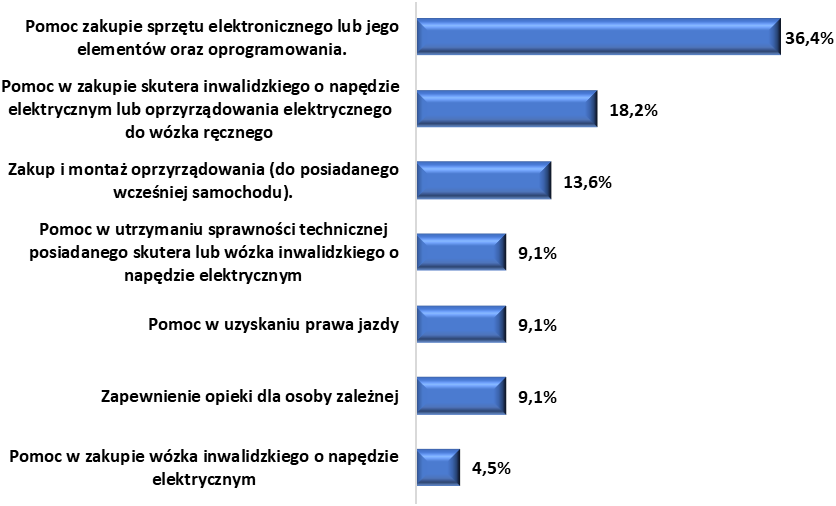 Pomoc zakupie sprzętu elektronicznego lub jego
elementów oraz oprogramowania.
36,4%
Pomoc w zakupie skutera inwalidzkiego o napędzie
elektrycznym lub oprzyrządowania elektrycznego
do wózka ręcznego
18,2%
Zakup i montaż oprzyrządowania (do posiadanego
wcześniej samochodu).
13,6%
Pomoc w utrzymaniu sprawności technicznej
posiadanego skutera lub wózka inwalidzkiego o
napędzie elektrycznym
9,1%
Pomoc w uzyskaniu prawa jazdy
9,1%
Zapewnienie opieki dla osoby zależnej
9,1%
Pomoc w zakupie wózka inwalidzkiego o napędzie
elektrycznym
4,5%